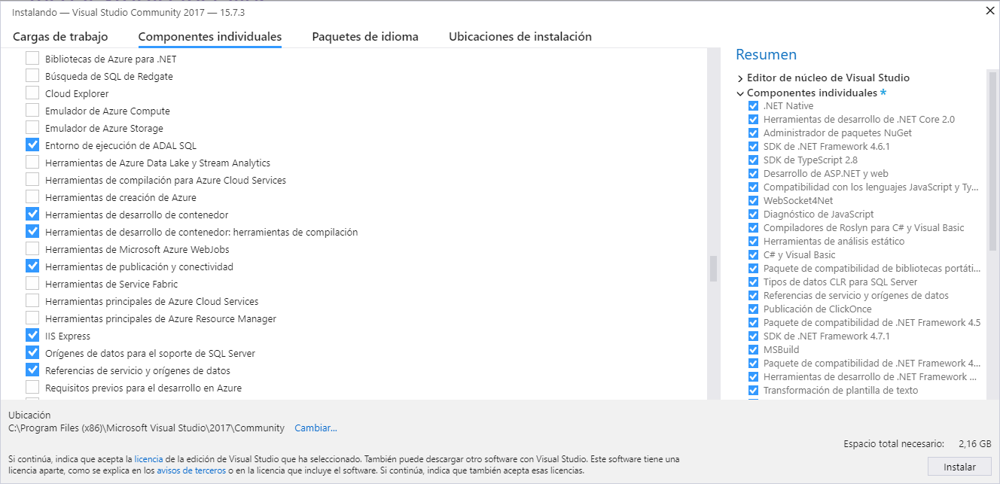 Instalando — Visual Studio Community 2017 — 15.7.3
Cargas de trabajo Componentes individuales Paquetes de idioma Ubicaciones de instalación
Bibliotecas de Azure para .NET
Búsqueda de SQL de Redgate
Cloud Explorer
Emulador de Azure Compute
Emulador de Azure Storage
Entorno de ejecución de ADAL SQL
Herramientas de Azure Data Lake y Stream Analytics
Herramientas de compilación para Azure Cloud Services
Herramientas de creación de Azure
Herramientas de desarrollo de contenedor
Herramientas de desarrollo de contenedor: herramientas de compilación
Herramientas de Microsoft Azure WebJobs
Herramientas de publicación y conectividad
Herramientas de Service Fabric
Herramientas principales de Azure Cloud Services
Herramientas principales de Azure Resource Manager
IIS Express
Orígenes de datos para el soporte de SQL Server
Referencias de servicio y orígenes de datos
Requisitos previos para el desarrollo en Azure
Resumen
Editor de núcleo de Visual Studio
Componentes individuales *
.NET Native
Herramientas de desarrollo de .NET Core 2.0
Administrador de paquetes NuGet
SDK de .NET Framework 4.6.1
SDK de TypeScript 2.8
Desarrollo de ASP.NET y web
Compatibilidad con los lenguajes JavaScript y Ty...
WebSocket4Net
Diagnóstico de JavaScript
Compiladores de Roslyn para C# y Visual Basic
Herramientas de análisis estático
C# y Visual Basic
Paquete de compatibilidad de bibliotecas portáti...
Tipos de datos CLR para SQL Server
Referencias de servicio y orígenes de datos
Publicación de ClickOnce
Paquete de compatibilidad de .NET Framework 4.5
SDK de .NET Framework 4.7.1
MSBuild
Paquete de compatibilidad de .NET Framework 4...
Herramientas de desarrollo de .NET Framework ...
Transformación de plantilla de texto
Ubicación
C:\Program Files (x86)\Microsoft Visual Studio\2017\Community Cambiar...
Espacio total necesario: 2,16 GB
Si continúa, indica que acepta la licencia de la edición de Visual Studio que ha seleccionado. También puede descargar otro software con Visual Studio. Este software tiene una
licencia aparte, como se explica en los avisos de terceros o en la licencia que incluye el software. Si continúa, indica que también acepta esas licencias.
Instalar